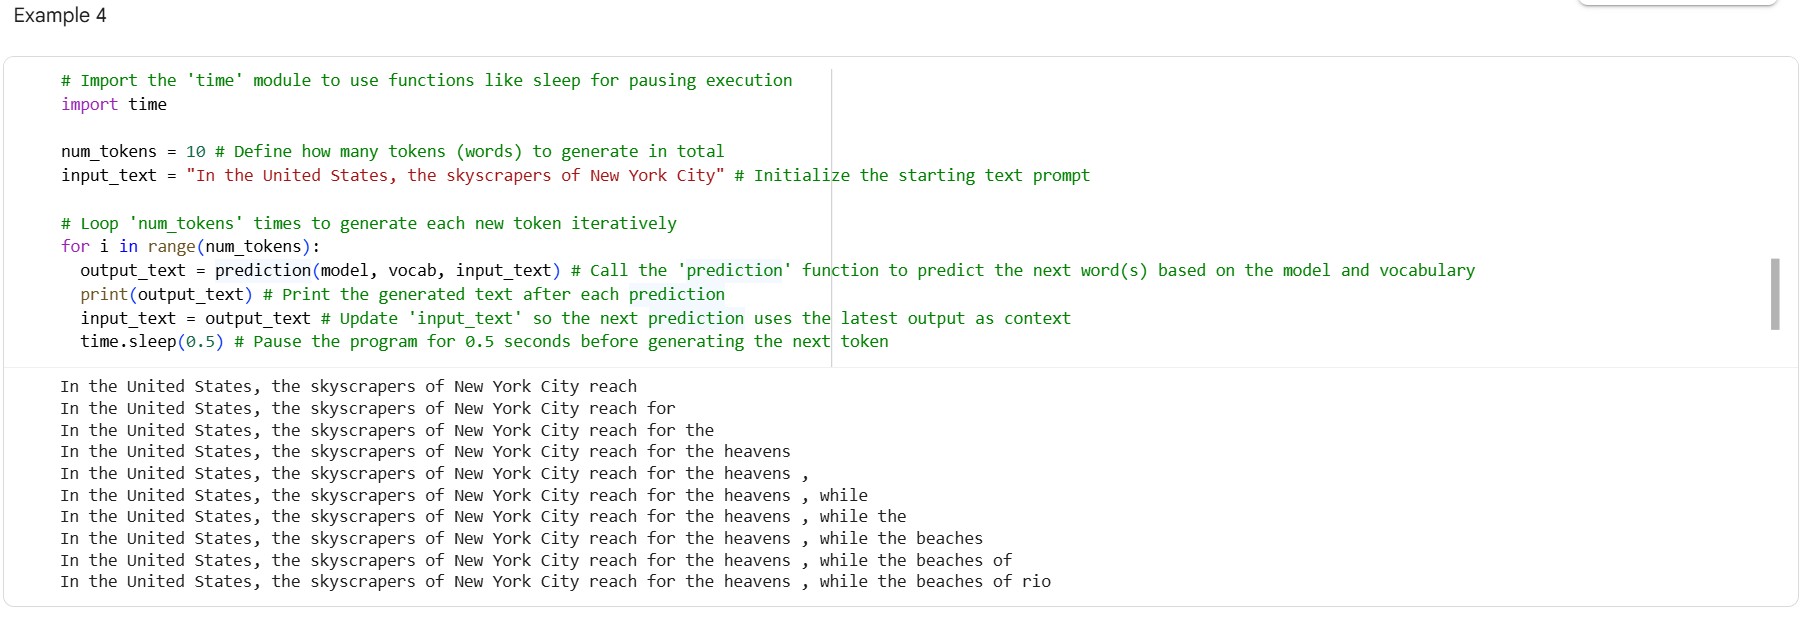 Example 4
# Import the 'time' module to use functions like sleep for pausing execution
import time
num_tokens = 10 # Define how many tokens (words) to generate in total
input_text = "In the United States, the skyscrapers of New York City" # Initialize the starting text prompt
# Loop 'num_tokens' times to generate each new token iteratively
for i in range(num_tokens):
  output_text = prediction(model, vocab, input_text) # Call the 'prediction' function to predict the next word(s) based on the model and vocabulary
  print(output_text) # Print the generated text after each prediction
  input_text = output_text # Update 'input_text' so the next prediction uses the latest output as context
  time.sleep(0.5) # Pause the program for 0.5 seconds before generating the next token
In the United States, the skyscrapers of New York City reach
In the United States, the skyscrapers of New York City reach for
In the United States, the skyscrapers of New York City reach for the
In the United States, the skyscrapers of New York City reach for the heavens
In the United States, the skyscrapers of New York City reach for the heavens ,
In the United States, the skyscrapers of New York City reach for the heavens , while
In the United States, the skyscrapers of New York City reach for the heavens , while the
In the United States, the skyscrapers of New York City reach for the heavens , while the beaches
In the United States, the skyscrapers of New York City reach for the heavens , while the beaches of
In the United States, the skyscrapers of New York City reach for the heavens , while the beaches of rio